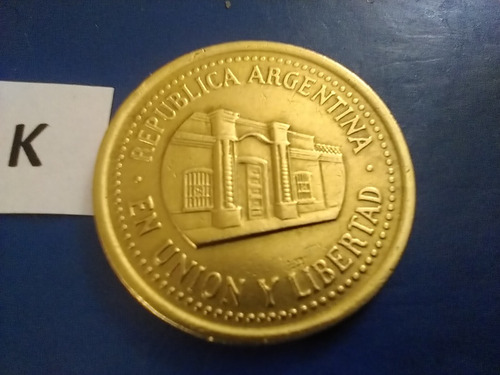 K
· REPUBLICA ARGENTINA ·
EN UNION Y LIBERTAD